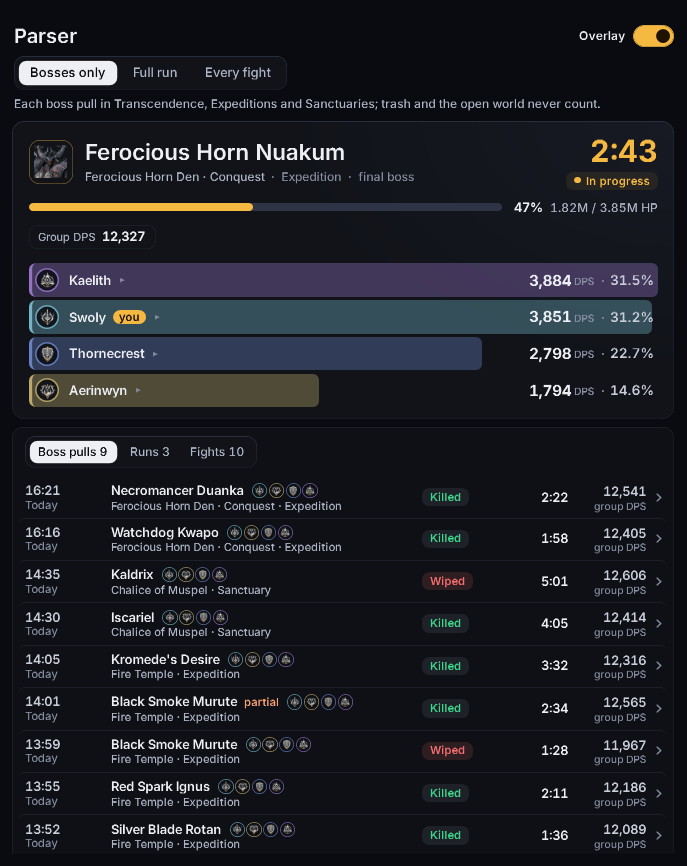 Parser
Overlay
Bosses only Full run Every fight
Each boss pull in Transcendence, Expeditions and Sanctuaries; trash and the open world never count.
Ferocious Horn Nuakum
2:43
Ferocious Horn Den · Conquest · Expedition · final boss
In progress
47% 1.82M / 3.85M HP
Group DPS 12,327
Kaelith 3,884 DPS · 31.5%
Swoly you 3,851 DPS · 31.2%
Thornecrest 2,798 DPS · 22.7%
Aerinwyn 1,794 DPS · 14.6%
Boss pulls 9 Runs 3 Fights 10
16:21 Necromancer Duanka Killed 2:22 12,541
Today Ferocious Horn Den · Conquest · Expedition group DPS
16:16 Watchdog Kwapo Killed 1:58 12,405
Today Ferocious Horn Den · Conquest · Expedition group DPS
14:35 Kaldrix Wiped 5:01 12,606
Today Chalice of Muspel · Sanctuary group DPS
14:30 Iscariel Killed 4:05 12,414
Today Chalice of Muspel · Sanctuary group DPS
14:05 Kromede's Desire Killed 3:32 12,316
Today Fire Temple · Expedition group DPS
14:01 Black Smoke Murute partial Killed 2:34 12,565
Today Fire Temple · Expedition group DPS
13:59 Black Smoke Murute Wiped 1:28 11,967
Today Fire Temple · Expedition group DPS
13:55 Red Spark Ignus Killed 2:11 12,186
Today Fire Temple · Expedition group DPS
13:52 Silver Blade Rotan Killed 1:36 12,089
Today Fire Temple · Expedition group DPS